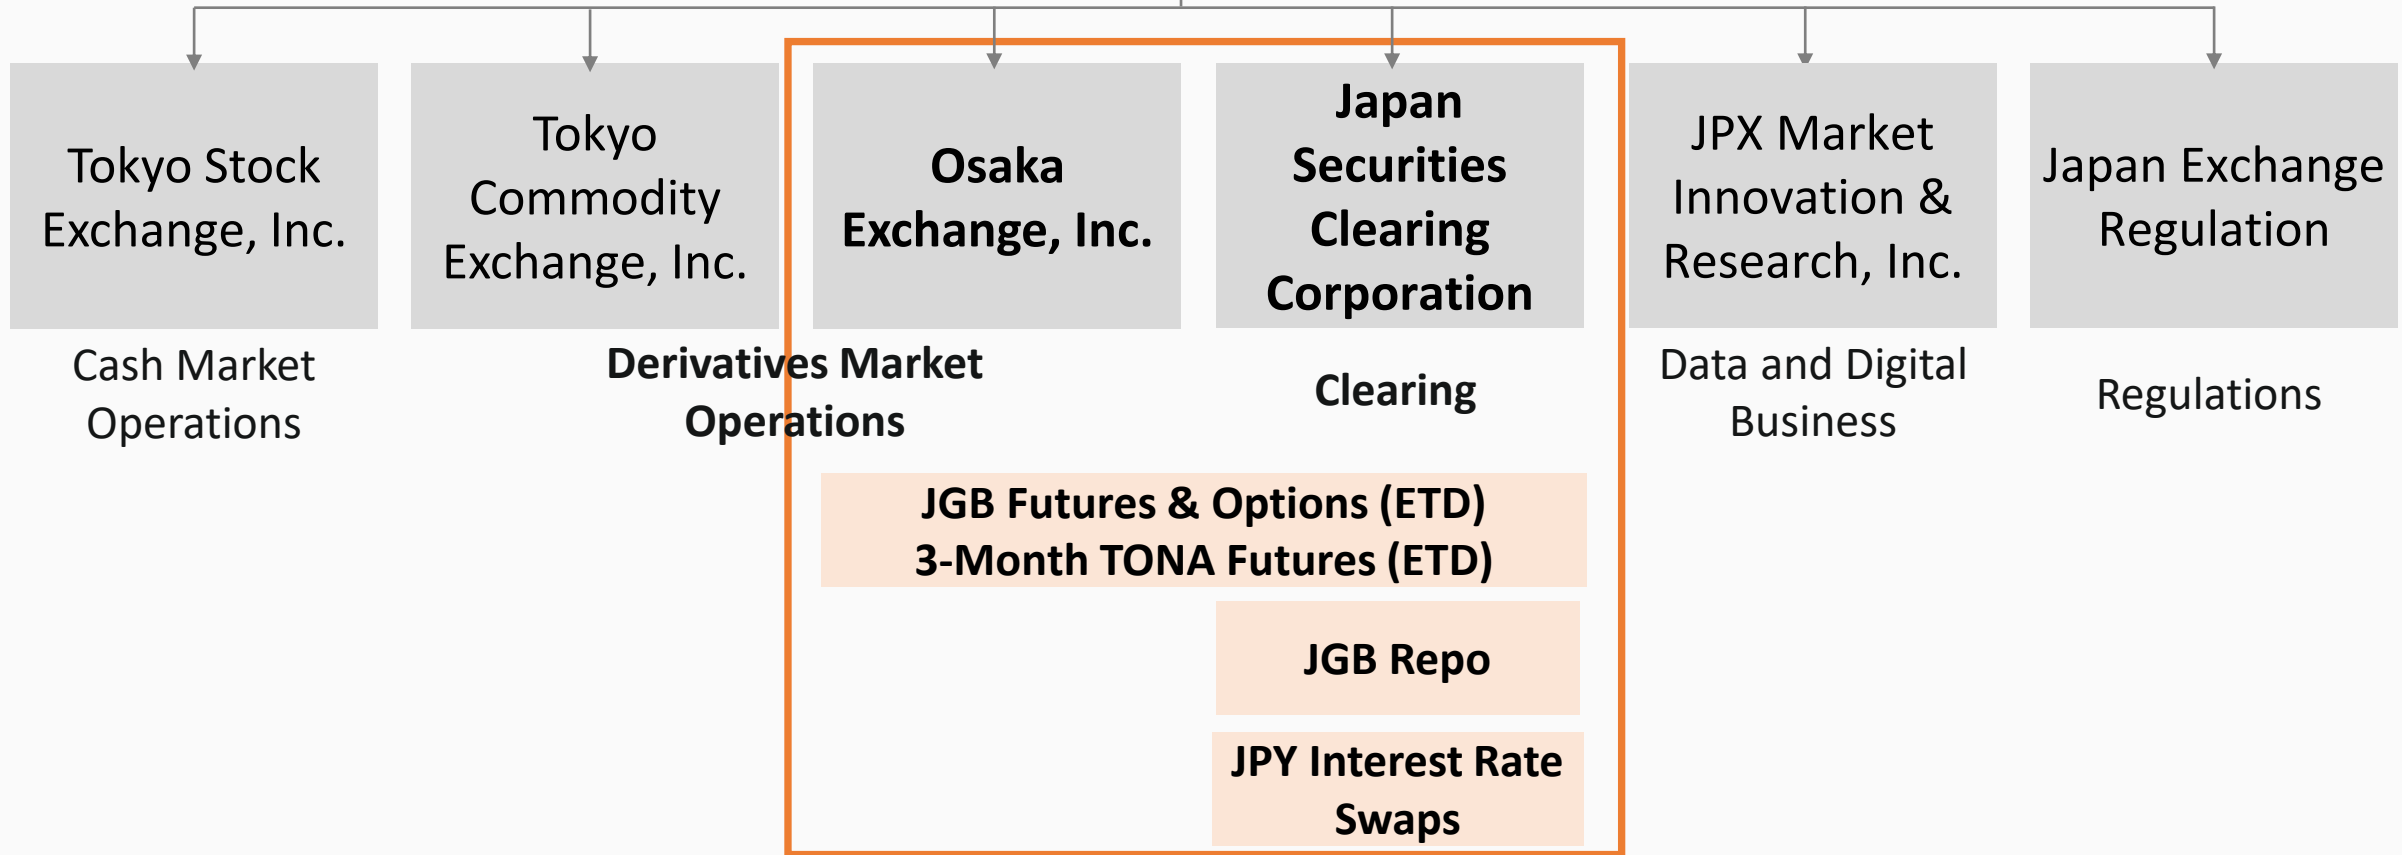 Tokyo Stock
Exchange, Inc.
Tokyo
Commodity
Exchange, Inc.
Osaka
Exchange, Inc.
Japan
Securities
Clearing
Corporation
JPX Market
Innovation &
Research, Inc.
Japan Exchange
Regulation
Cash Market
Operations
Derivatives Market
Operations
Clearing
Data and Digital
Business
Regulations
JGB Futures & Options (ETD)
3-Month TONA Futures (ETD)
JGB Repo
JPY Interest Rate
Swaps